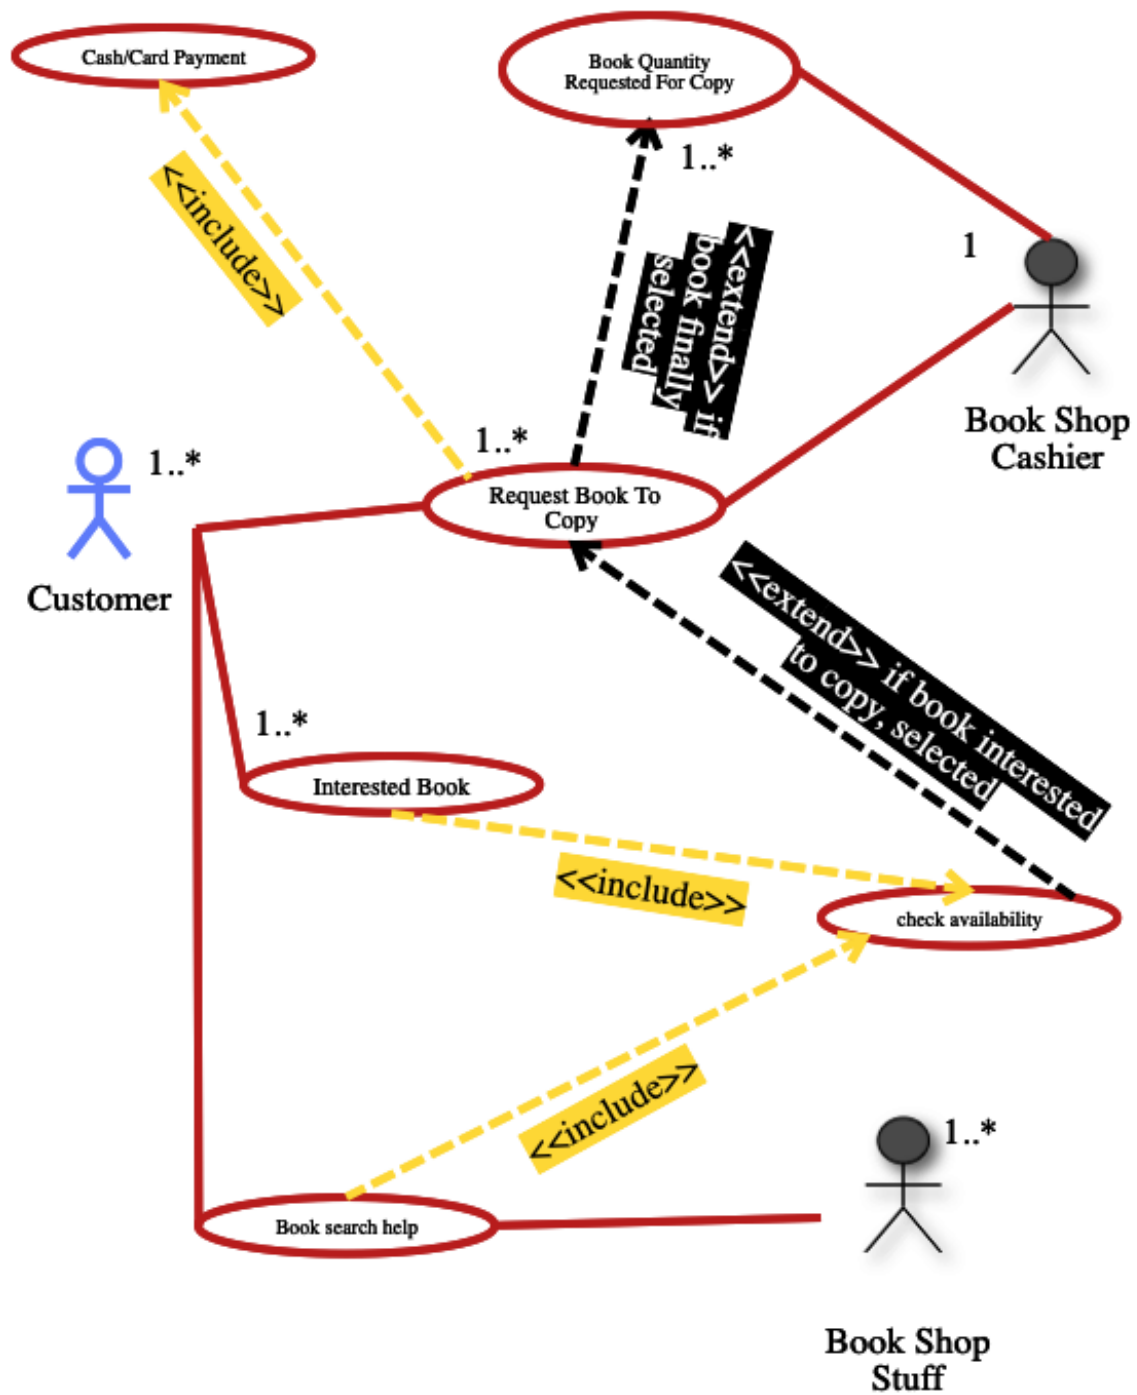 Cash/Card Payment
Book Quantity
Requested For Copy
1..*
<<include>>
<<extend>> if
book finally
selected
1
Book Shop
Cashier
1..*
1..*
Request Book To
Copy
Customer
<<extend>> if book interested
to copy, selected
1..*
Interested Book
<<include>>
check availability
<<include>>
1..*
Book search help
Book Shop
Stuff